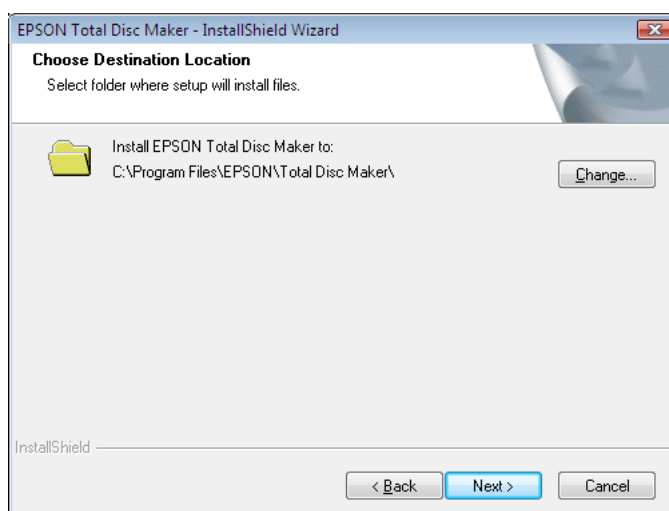 EPSON Total Disc Maker - InstallShield Wizard
Choose Destination Location
Select folder where setup will install files.
Install EPSON Total Disc Maker to:
C:\Program Files\EPSON\Total Disc Maker\
Change...
InstallShield
< Back
Next >
Cancel